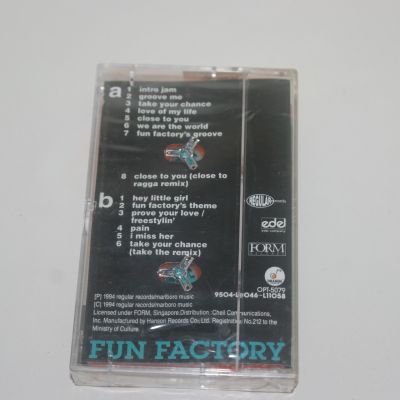 a
1 intro jam
2 groove me
3 take your chance
4 love of my life
5 close to you
6 we are the world
7 fun factory's groove
8 close to you (close to
ragga remix)
b
1 hey little girl
2 fun factory's theme
3 prove your love /
freestylin'
4 pain
5 i miss her
6 take your chance
(take the remix)
REGULAR records
edel
FORM
OPT-5079
9504-L8046-L11058
[P] 1994 regular records/marlboro music
[C] 1994 regular records/marlboro music
Licensed under FORM, Singapore.Distribution :Cheil Communications,
Inc. Manufactured by Hanson Records Co; Ltd. Registration No.212 to the
Ministry of Culture.
FUN FACTORY